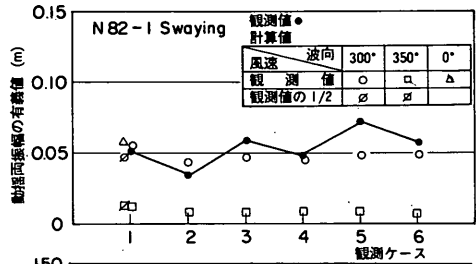 N82-1 Swaying
観測値 ●
計算値
波向
風速
300°
350°
0°
観測値
○
□
△
観測値の1/2
動揺両振幅の有義値 (m)
0.15
0.10
0.05
0
1
2
3
4
5
6
観測ケース
150